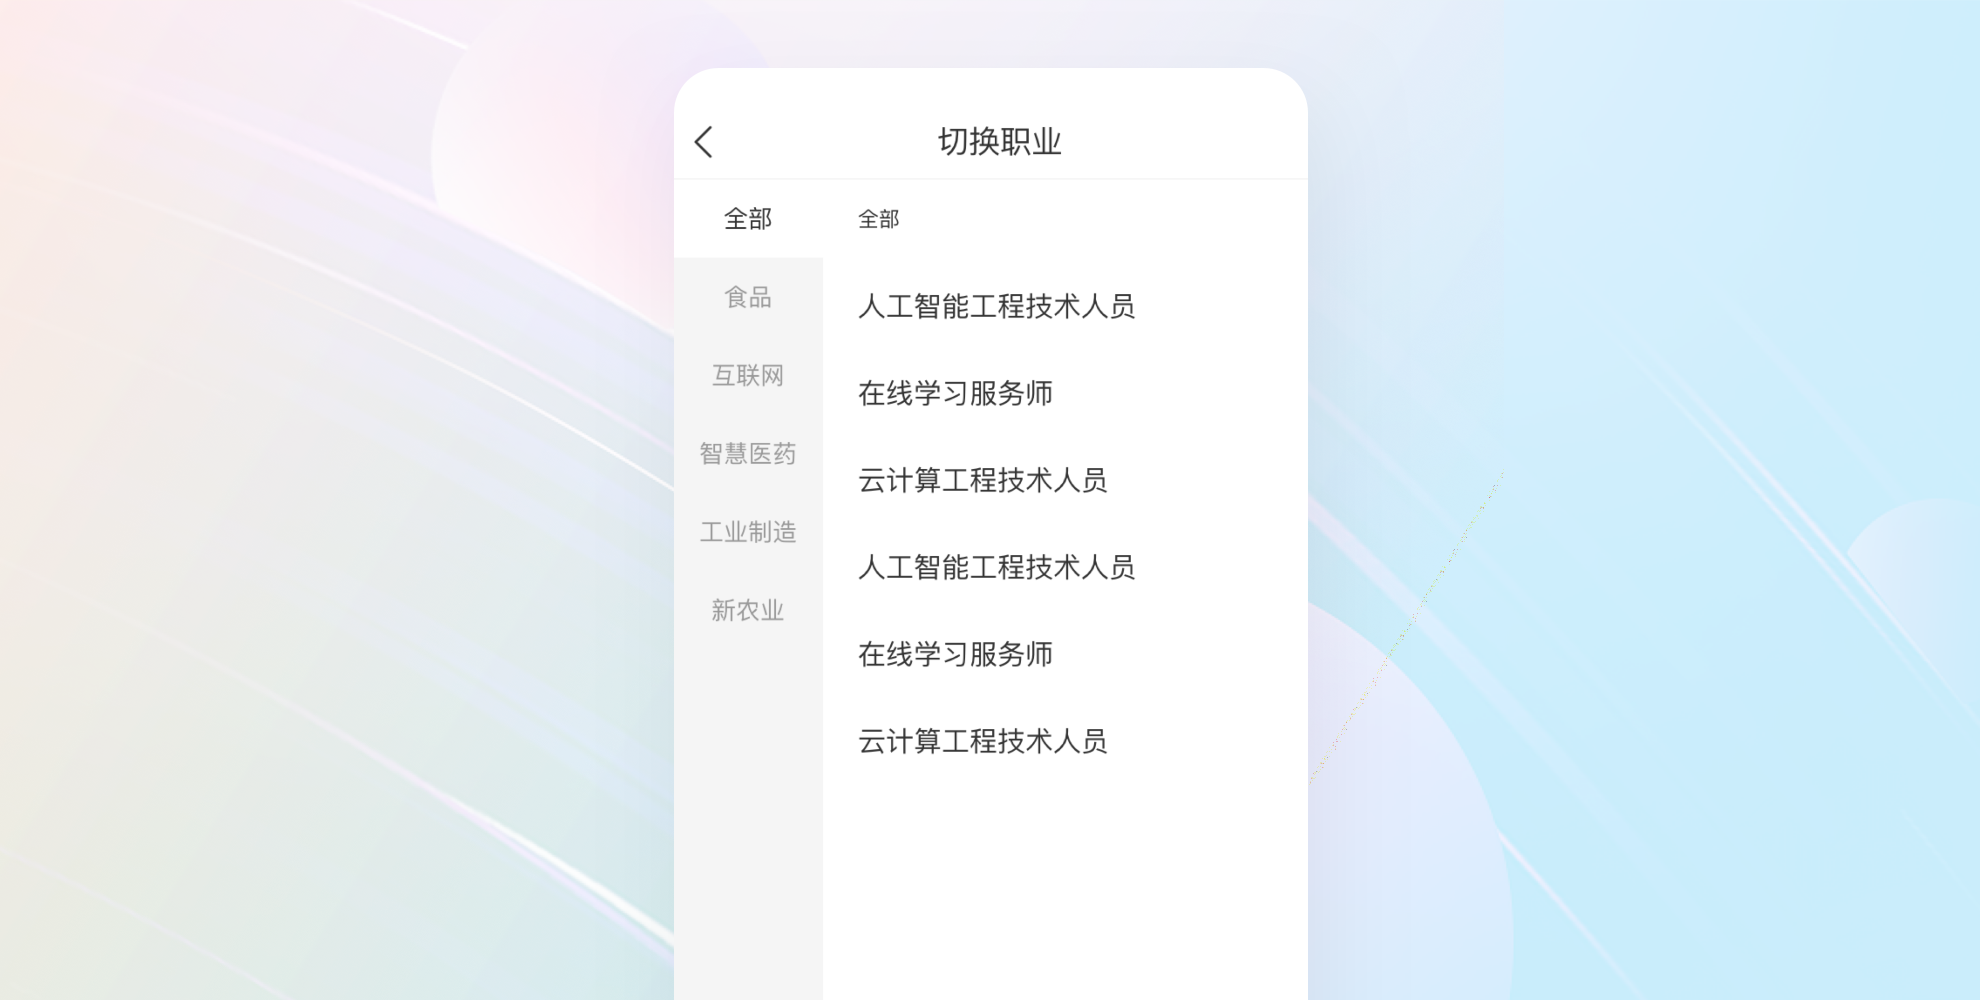 切换职业
全部
食品
互联网
智慧医药
工业制造
新农业
全部
人工智能工程技术人员
在线学习服务师
云计算工程技术人员
人工智能工程技术人员
在线学习服务师
云计算工程技术人员